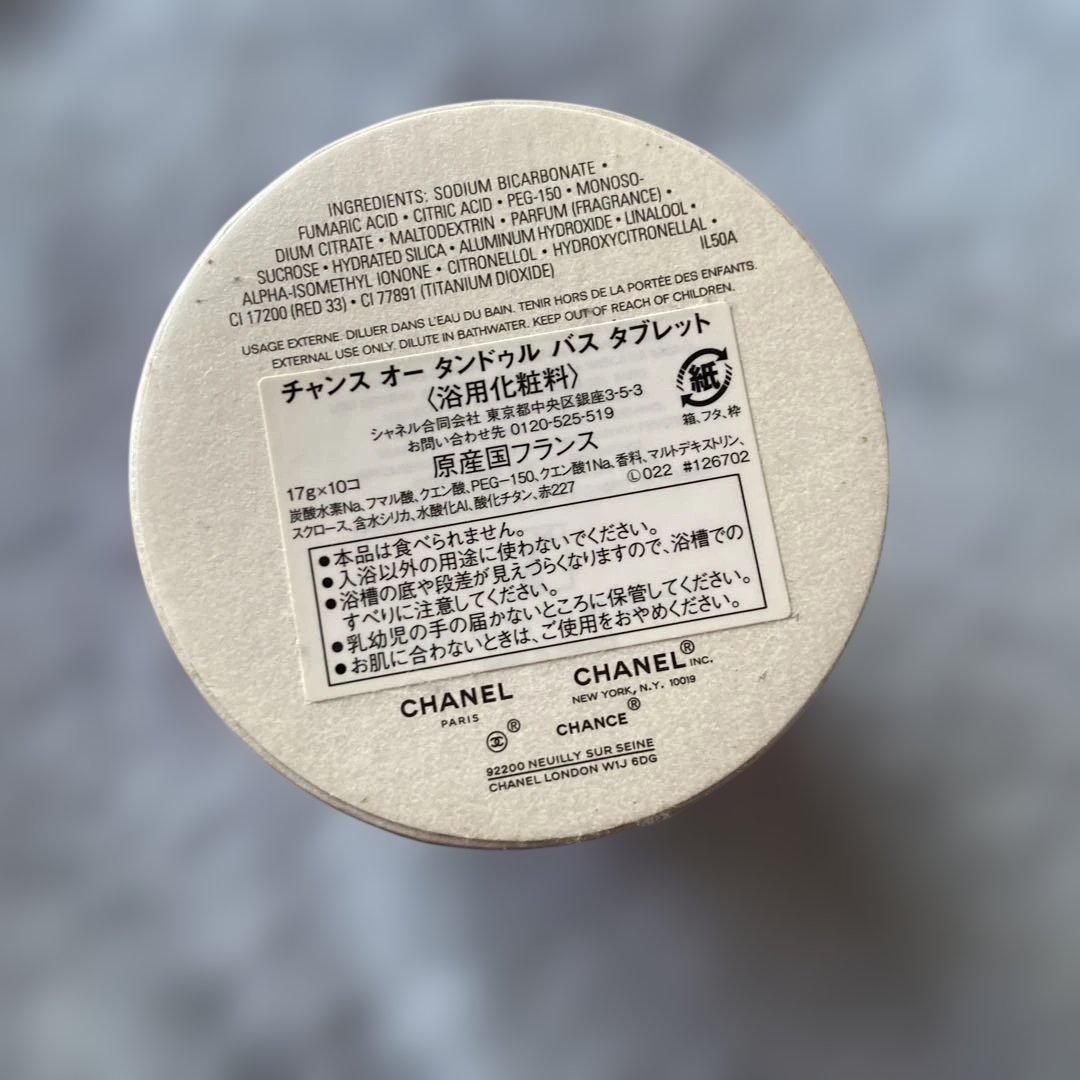 INGREDIENTS: SODIUM BICARBONATE •
FUMARIC ACID • CITRIC ACID • PEG-150 • MONOSO-
DIUM CITRATE • MALTODEXTRIN • PARFUM (FRAGRANCE) •
SUCROSE • HYDRATED SILICA • ALUMINUM HYDROXIDE • LINALOOL •
ALPHA-ISOMETHYL IONONE • CITRONELLOL • HYDROXYCITRONELLAL •
CI 17200 (RED 33) • CI 77891 (TITANIUM DIOXIDE)
IL50A
USAGE EXTERNE. DILUER DANS L'EAU DU BAIN. TENIR HORS DE LA PORTÉE DES ENFANTS.
EXTERNAL USE ONLY. DILUTE IN BATHWATER. KEEP OUT OF REACH OF CHILDREN.
チャンス オー タンドゥル バス タブレット
〈浴用化粧料〉
紙
シャネル合同会社 東京都中央区銀座3-5-3
箱、フタ、枠
お問い合わせ先 0120-525-519
原産国フランス
17g×10コ
Ⓛ022 #126702
炭酸水素Na、フマル酸、クエン酸、PEG−150、クエン酸1Na、香料、マルトデキストリン、
スクロース、含水シリカ、水酸化Al、酸化チタン、赤227
●本品は食べられません。
●入浴以外の用途に使わないでください。
●浴槽の底や段差が見えづらくなりますので、浴槽での
すべりに注意してください。
●乳幼児の手の届かないところに保管してください。
●お肌に合わないときは、ご使用をおやめください。
CHANEL
PARIS
CHANEL® INC.
NEW YORK, N.Y. 10019
®
CHANCE®
92200 NEUILLY SUR SEINE
CHANEL LONDON W1J 6DG